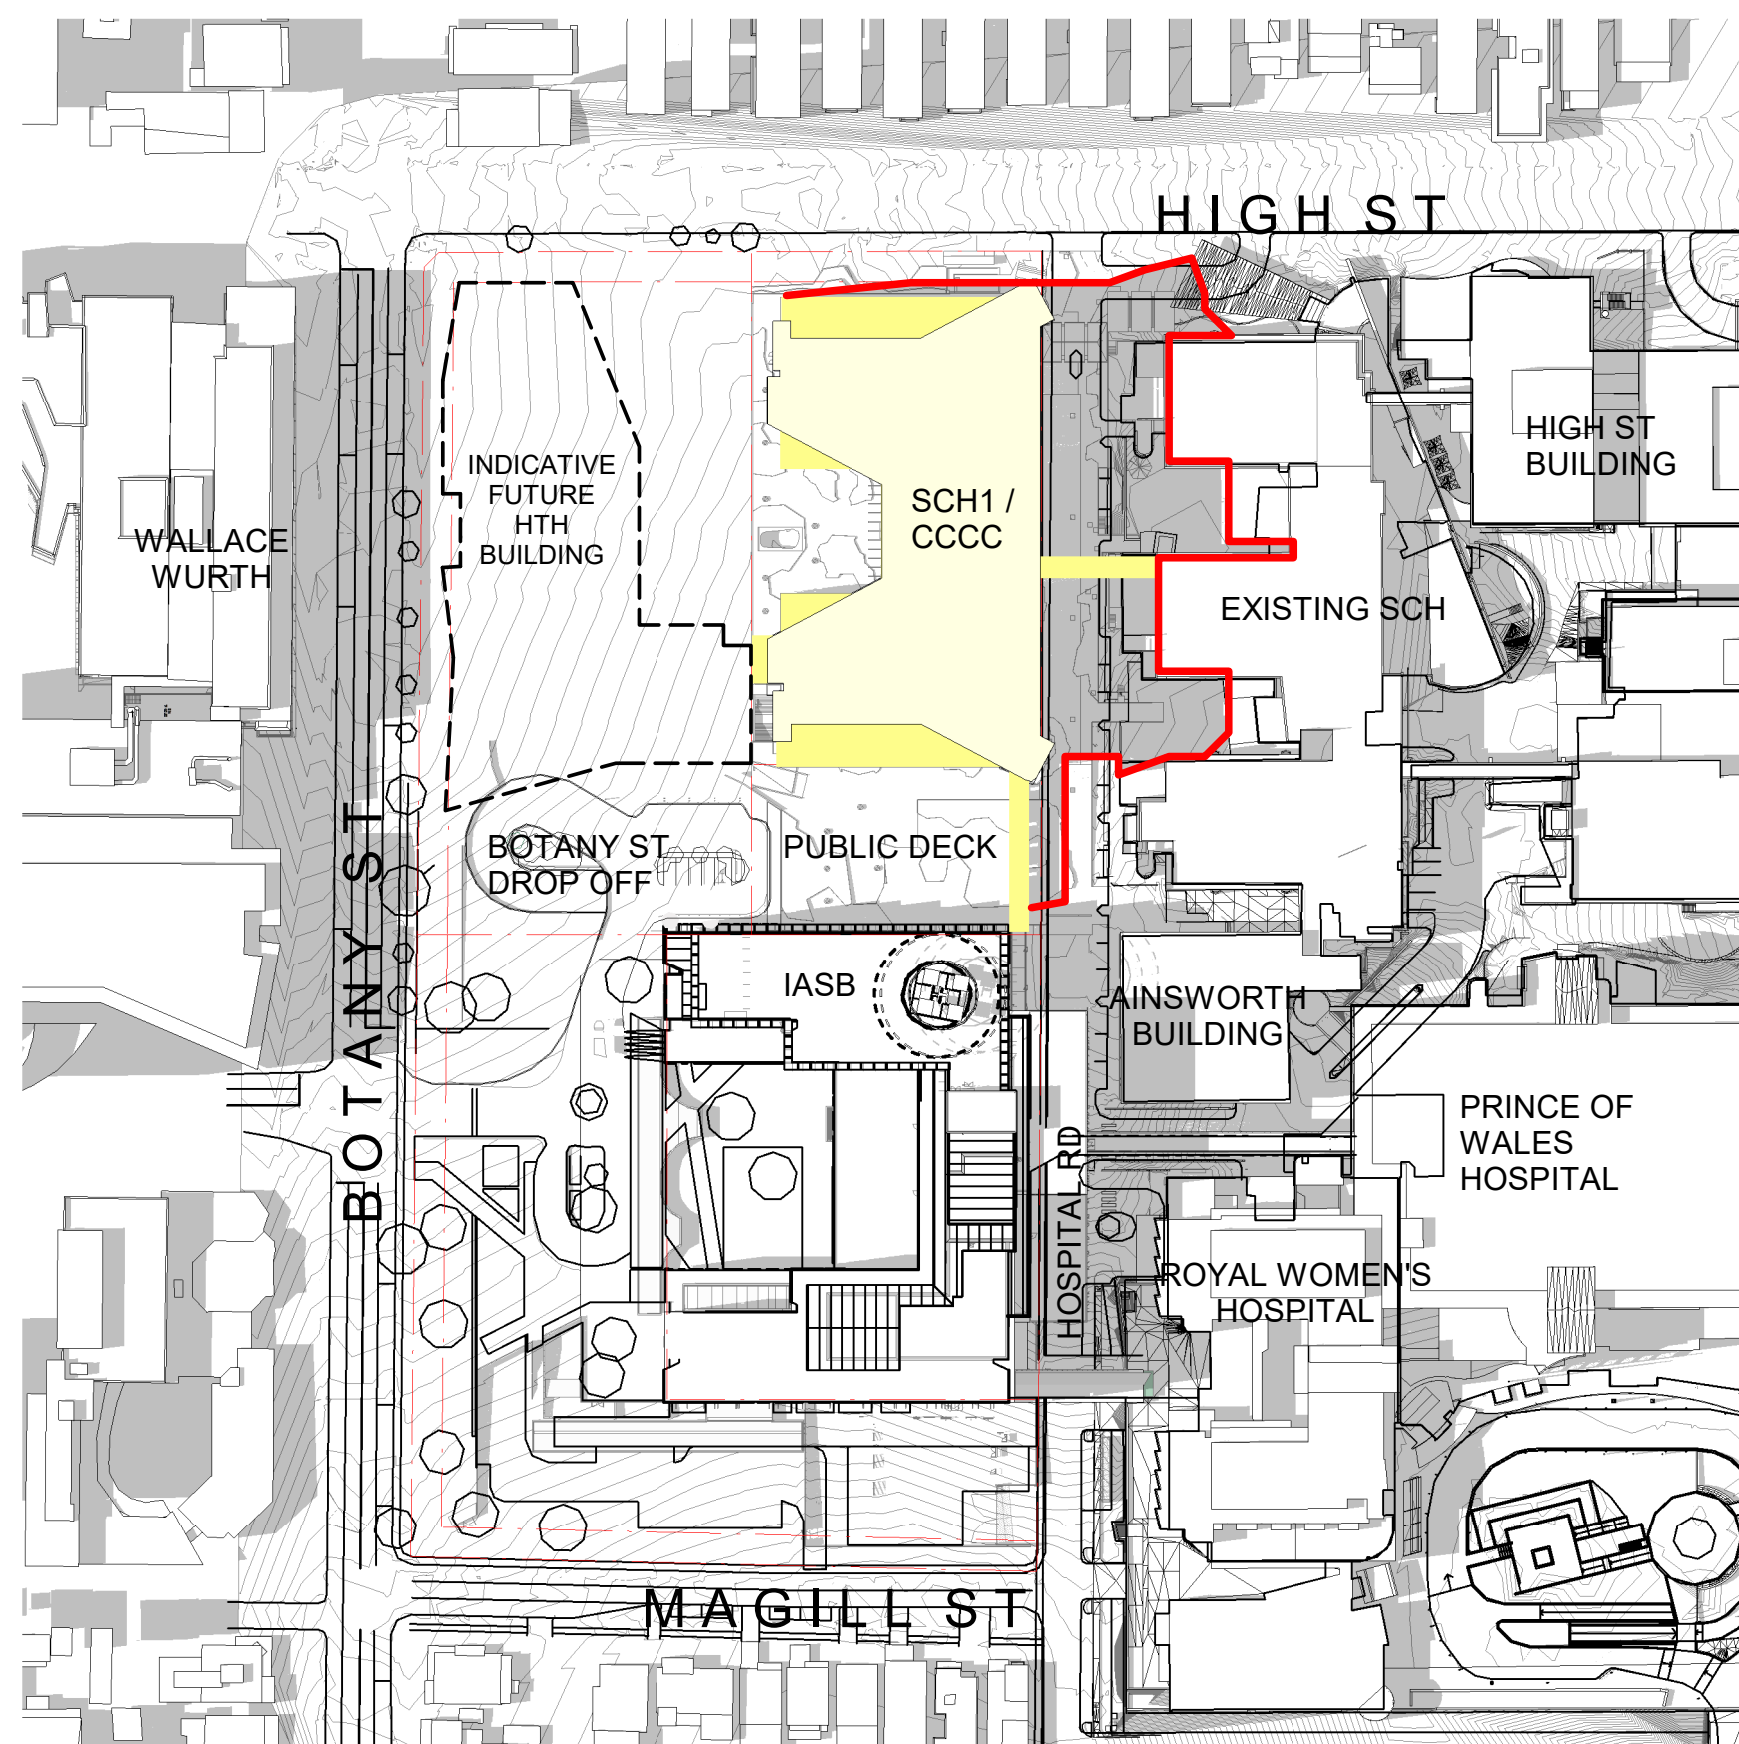 HIGH ST
HIGH ST
BUILDING
INDICATIVE
FUTURE
HTH
BUILDING
SCH1 /
CCCC
WALLACE
WURTH
EXISTING SCH
BOTANY ST
DROP OFF
PUBLIC DECK
BOTANY ST
IASB
AINSWORTH
BUILDING
PRINCE OF
WALES
HOSPITAL
HOSPITAL RD
ROYAL WOMEN'S
HOSPITAL
MAGILL ST